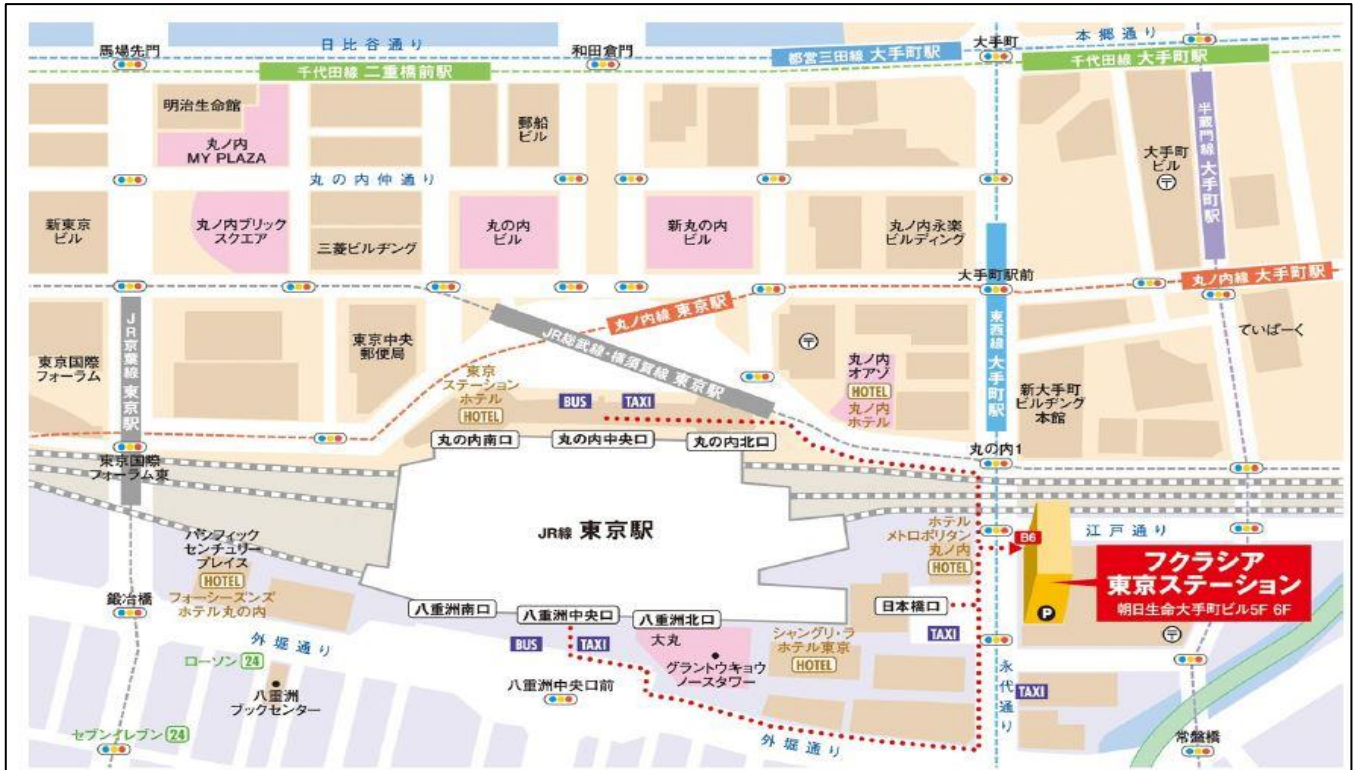 馬場先門
日比谷通り
和田倉門
都営三田線 大手町駅
大手町
本郷通り
千代田線 二重橋前駅
千代田線 大手町駅
明治生命館
丸ノ内
MY PLAZA
郵船
ビル
大手町
ビル
〒
半蔵門線 大手町駅
丸の内仲通り
新東京
ビル
丸ノ内ブリック
スクエア
三菱ビルヂング
丸の内
ビル
新丸の内
ビル
丸ノ内永楽
ビルディング
大手町駅前
丸ノ内線 大手町駅
丸ノ内線 東京駅
JR京葉線 東京駅
東京国際
フォーラム
東京中央
郵便局
JR総武線・横須賀線 東京駅
〒
丸ノ内
オアゾ
HOTEL
丸ノ内
ホテル
東西線 大手町駅
ていぱーく
新大手町
ビルヂング
本館
東京
ステーション
ホテル
HOTEL
BUS
TAXI
丸の内南口
丸の内中央口
丸の内北口
丸の内1
東京国際
フォーラム東
JR線 東京駅
パシフィック
センチュリー
プレイス
HOTEL
フォーシーズンズ
ホテル丸の内
ホテル
メトロポリタン
丸ノ内
HOTEL
B6
江戸通り
フクラシア
東京ステーション
朝日生命大手町ビル5F 6F
P
〒
鍛冶橋
八重洲南口
八重洲中央口
八重洲北口
日本橋口
TAXI
外堀通り
BUS
TAXI
大丸
グラントウキョウ
ノースタワー
シャングリ・ラ
ホテル東京
HOTEL
ローソン 24
八重洲
ブックセンター
八重洲中央口前
永代通り
TAXI
セブンイレブン 24
外堀通り
常盤橋